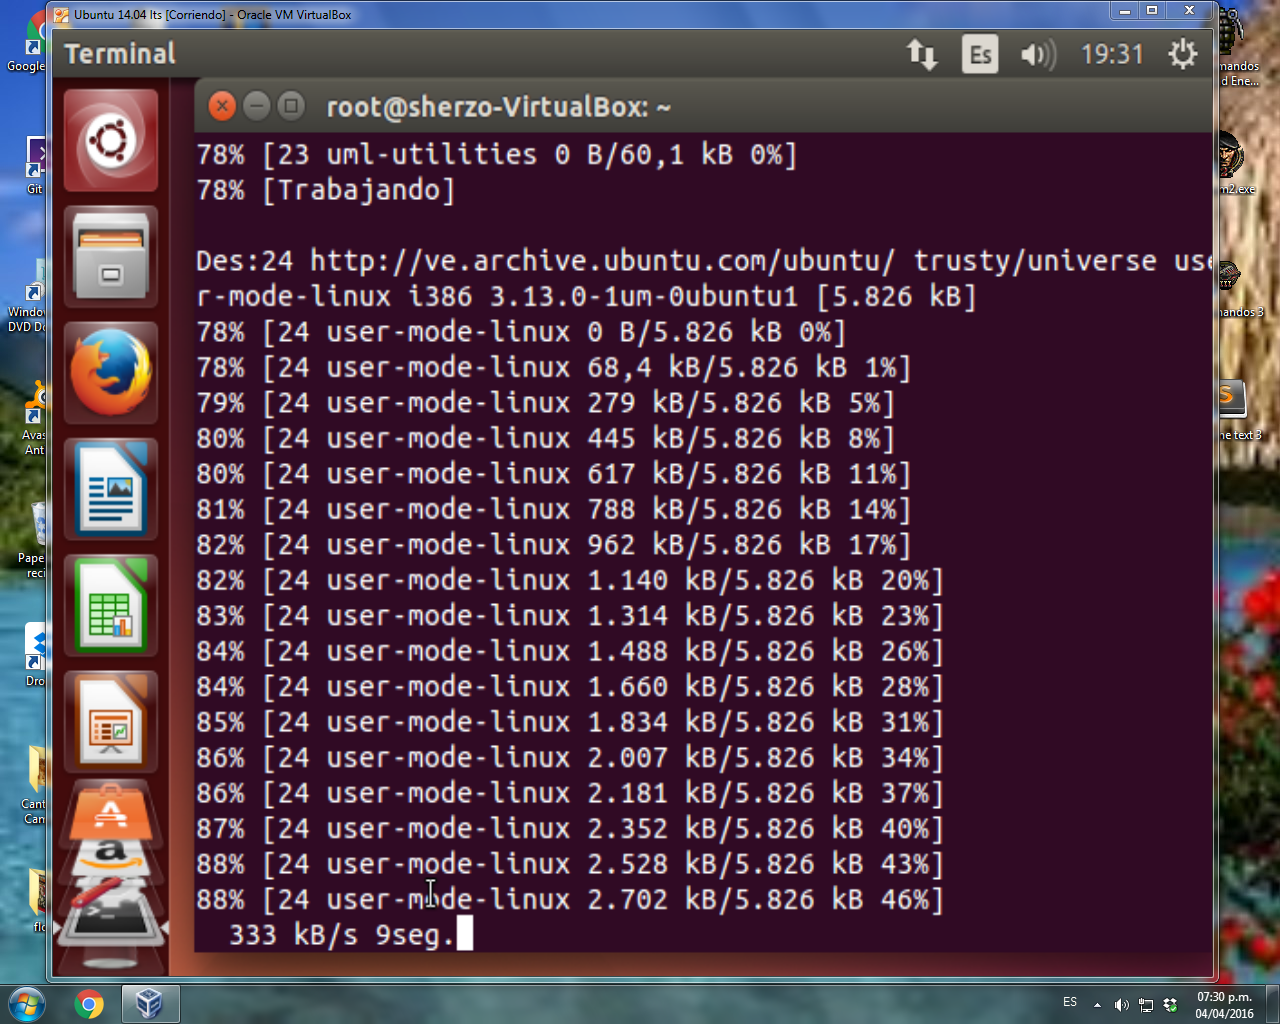 Ubuntu 14.04 lts [Corriendo] - Oracle VM VirtualBox
Terminal
Es
19:31
root@sherzo-VirtualBox: ~
78% [23 uml-utilities 0 B/60,1 kB 0%]
78% [Trabajando]
Des:24 http://ve.archive.ubuntu.com/ubuntu/ trusty/universe use
r-mode-linux i386 3.13.0-1um-0ubuntu1 [5.826 kB]
78% [24 user-mode-linux 0 B/5.826 kB 0%]
78% [24 user-mode-linux 68,4 kB/5.826 kB 1%]
79% [24 user-mode-linux 279 kB/5.826 kB 5%]
80% [24 user-mode-linux 445 kB/5.826 kB 8%]
80% [24 user-mode-linux 617 kB/5.826 kB 11%]
81% [24 user-mode-linux 788 kB/5.826 kB 14%]
82% [24 user-mode-linux 962 kB/5.826 kB 17%]
82% [24 user-mode-linux 1.140 kB/5.826 kB 20%]
83% [24 user-mode-linux 1.314 kB/5.826 kB 23%]
84% [24 user-mode-linux 1.488 kB/5.826 kB 26%]
84% [24 user-mode-linux 1.660 kB/5.826 kB 28%]
85% [24 user-mode-linux 1.834 kB/5.826 kB 31%]
86% [24 user-mode-linux 2.007 kB/5.826 kB 34%]
86% [24 user-mode-linux 2.181 kB/5.826 kB 37%]
87% [24 user-mode-linux 2.352 kB/5.826 kB 40%]
88% [24 user-mode-linux 2.528 kB/5.826 kB 43%]
88% [24 user-mode-linux 2.702 kB/5.826 kB 46%]
333 kB/s 9seg.
Google
Git
Window
DVD Do
Avas
Ant
Pape
reci
Dro
Cant
Cam
flo
mandos
d Ene...
m2.exe
mandos 3
ne text 3
ES
07:30 p.m.
04/04/2016